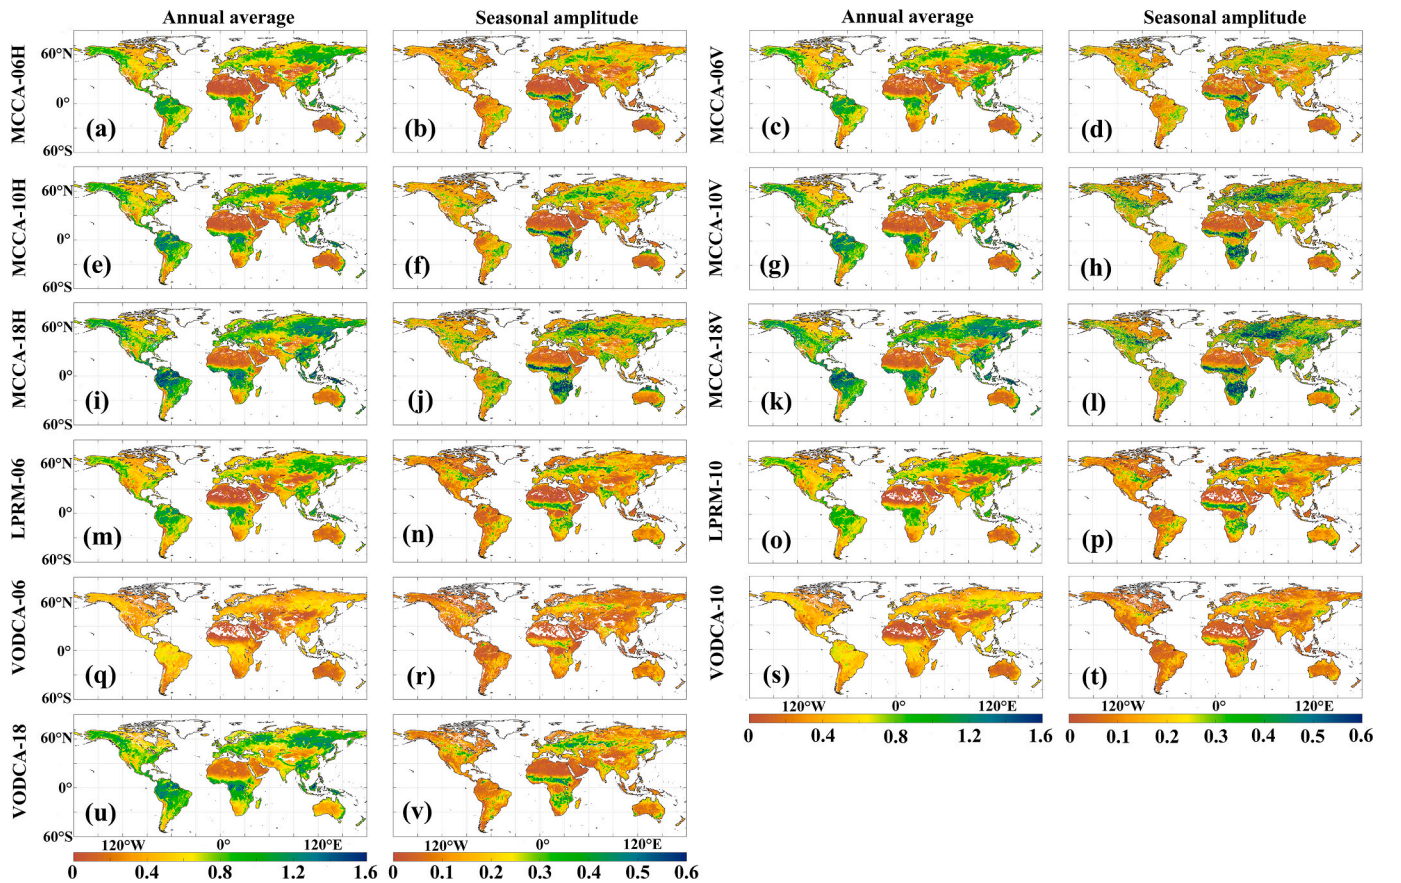 Annual average Seasonal amplitude Annual average Seasonal amplitude
MCCA-06H 60°N 0° 60°S (a) (b) MCCA-06V (c) (d)
MCCA-10H 60°N 0° 60°S (e) (f) MCCA-10V (g) (h)
MCCA-18H 60°N 0° 60°S (i) (j) MCCA-18V (k) (l)
LPRM-06 60°N 0° 60°S (m) (n) LPRM-10 (o) (p)
VODCA-06 60°N 0° 60°S (q) (r) VODCA-10 (s) (t)
120°W 0° 120°E 120°W 0° 120°E
0 0.4 0.8 1.2 1.6 0 0.1 0.2 0.3 0.4 0.5 0.6
VODCA-18 60°N 0° 60°S (u) (v)
120°W 0° 120°E 120°W 0° 120°E
0 0.4 0.8 1.2 1.6 0 0.1 0.2 0.3 0.4 0.5 0.6